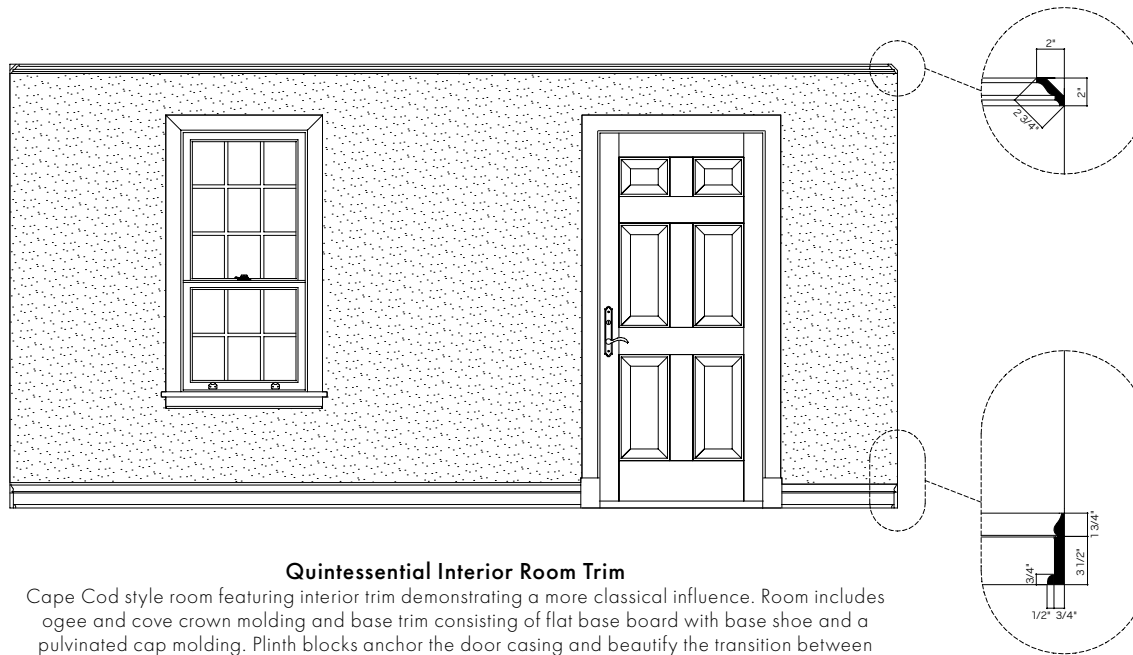 2"
2"
2 3/4"
1 3/4"
3 1/2"
3/4"
1/2" 3/4"
Quintessential Interior Room Trim
Cape Cod style room featuring interior trim demonstrating a more classical influence. Room includes
ogee and cove crown molding and base trim consisting of flat base board with base shoe and a
pulvinated cap molding. Plinth blocks anchor the door casing and beautify the transition between